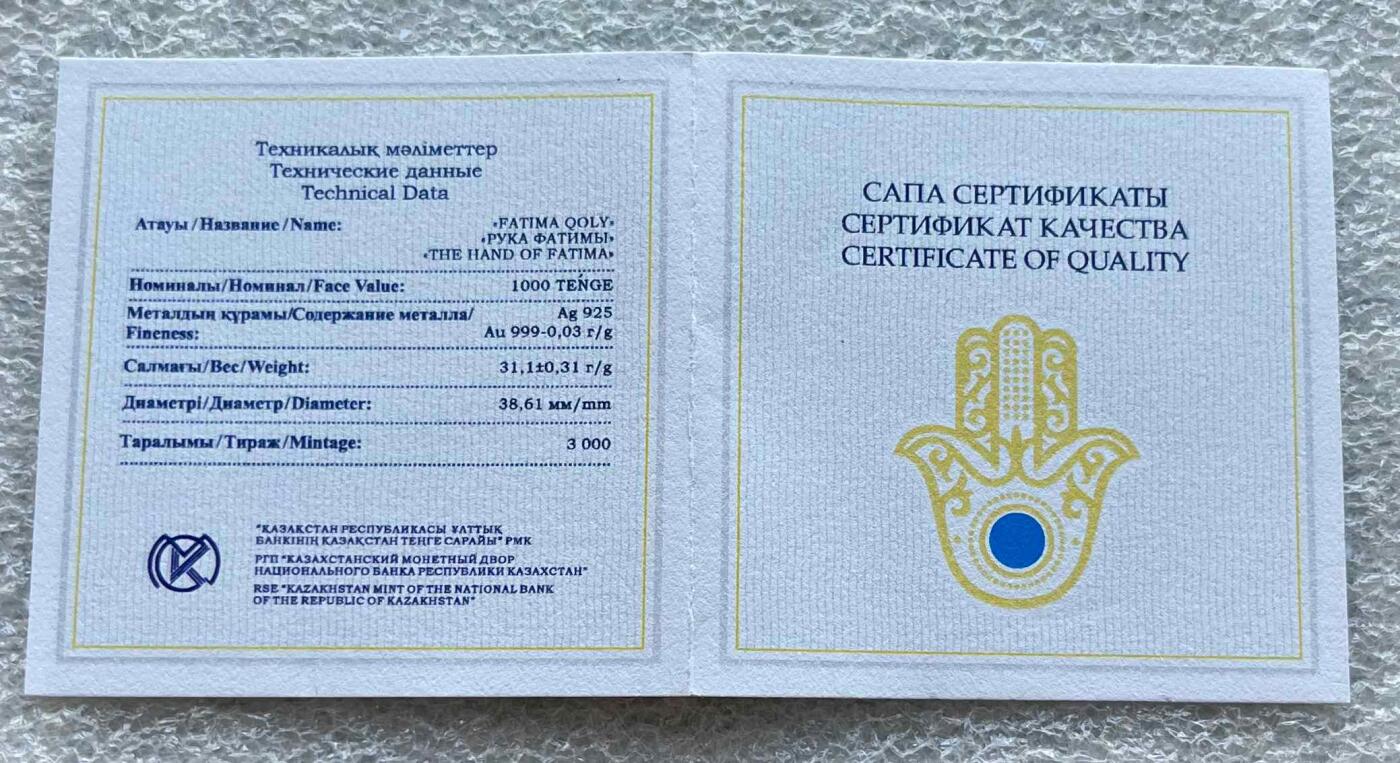 Техникалық мәліметтер
Технические данные
Technical Data
Атауы/Название/Name: «FATIMA QOLY»
«РУКА ФАТИМЫ»
«THE HAND OF FATIMA»
Номиналы/Номинал/Face Value: 1000 TEŃGE
Металдың құрамы/Содержание металла/ Ag 925
Fineness: Au 999-0,03 г/g
Салмағы/Вес/Weight: 31,1±0,31 г/g
Диаметрі/Диаметр/Diameter: 38,61 мм/mm
Таралымы/Тираж/Mintage: 3 000
"ҚАЗАҚСТАН РЕСПУБЛИКАСЫ ҰЛТТЫҚ
БАНКІНІҢ ҚАЗАҚСТАН ТЕҢГЕ САРАЙЫ" РМК
РГП "КАЗАХСТАНСКИЙ МОНЕТНЫЙ ДВОР
НАЦИОНАЛЬНОГО БАНКА РЕСПУБЛИКИ КАЗАХСТАН"
RSE "KAZAKHSTAN MINT OF THE NATIONAL BANK
OF THE REPUBLIC OF KAZAKHSTAN"
САПА СЕРТИФИКАТЫ
СЕРТИФИКАТ КАЧЕСТВА
CERTIFICATE OF QUALITY